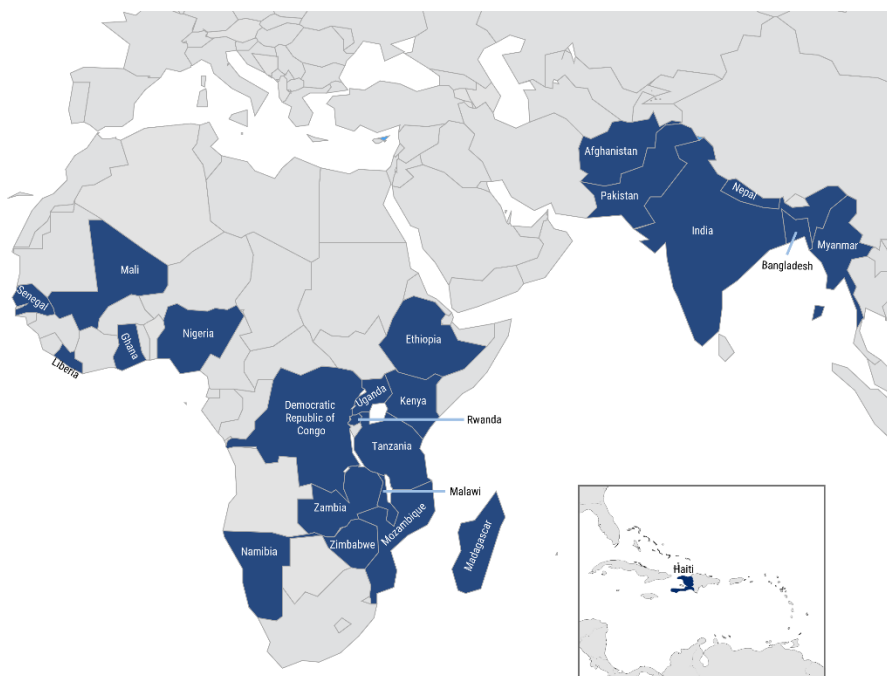 Afghanistan
Pakistan
Nepal
India
Myanmar
Bangladesh
Mali
Senegal
Nigeria
Ghana
Liberia
Ethiopia
Uganda
Kenya
Democratic
Republic of
Congo
Rwanda
Tanzania
Malawi
Zambia
Mozambique
Zimbabwe
Namibia
Madagascar
Haiti